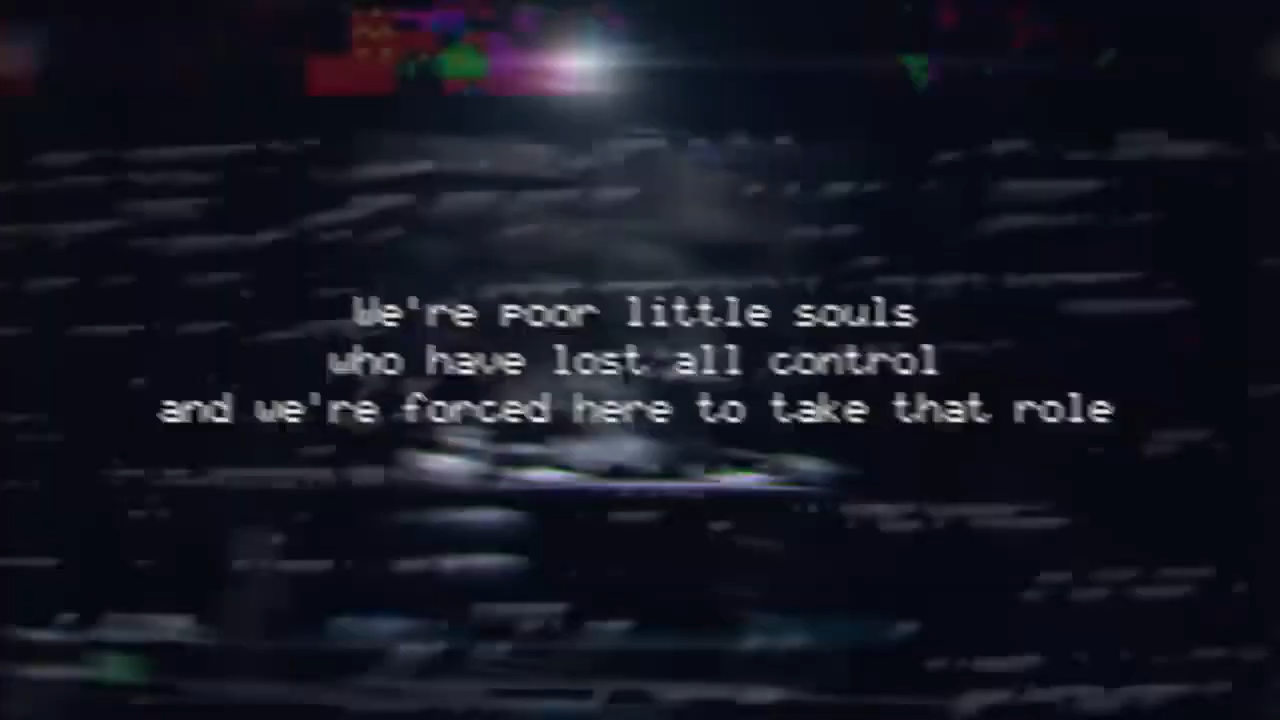 We're poor little souls
who have lost all control
and we're forced here to take that role